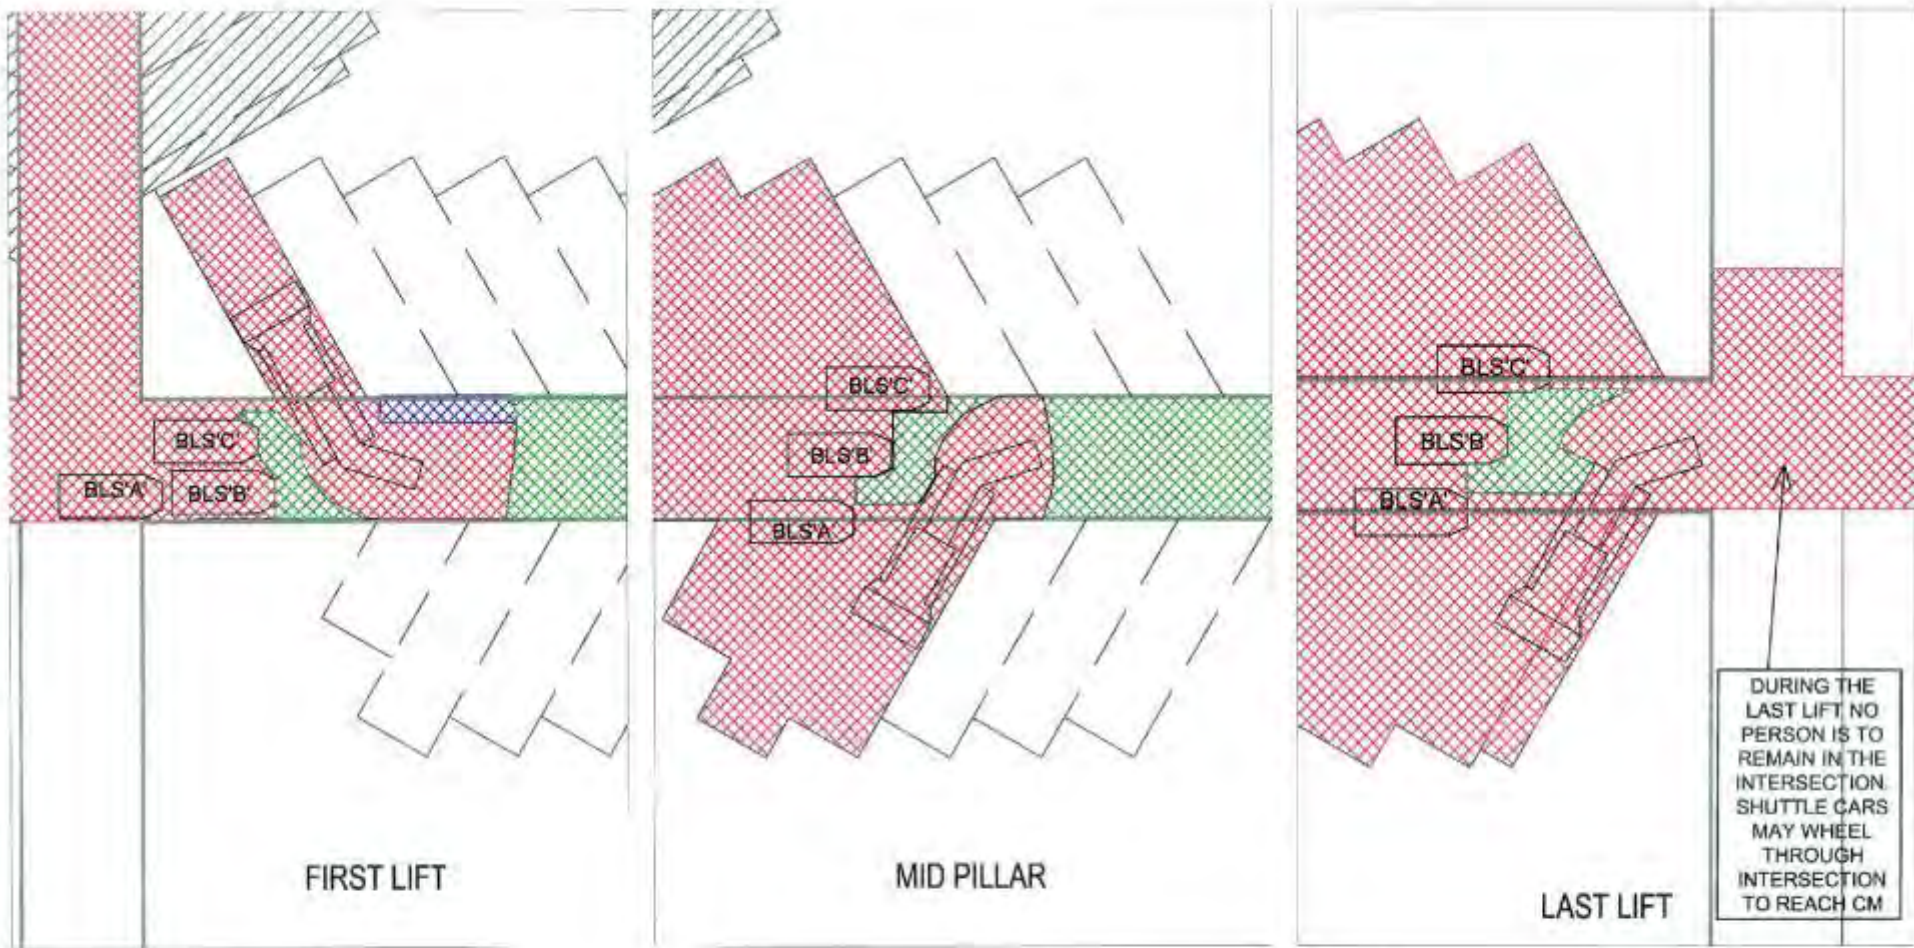 BLS'C'
BLS'A'
BLS'B'
FIRST LIFT
BLS'C'
BLS'B
BLS'A
MID PILLAR
BLS'C'
BLS'B'
BLS'A'
DURING THE
LAST LIFT NO
PERSON IS TO
REMAIN IN THE
INTERSECTION.
SHUTTLE CARS
MAY WHEEL
THROUGH
INTERSECTION
TO REACH CM
LAST LIFT